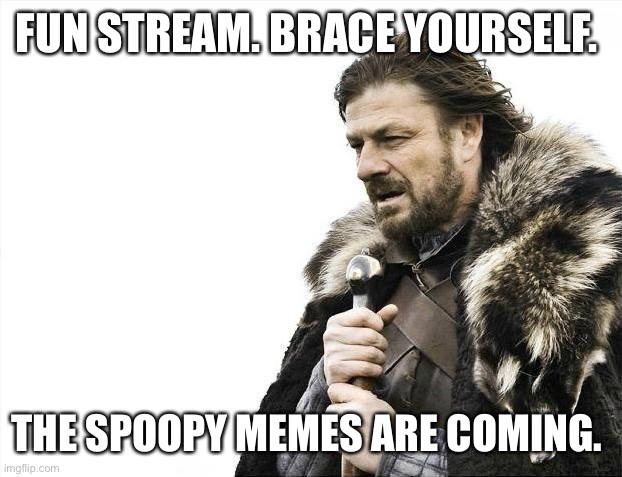 FUN STREAM. BRACE YOURSELF.
THE SPOOPY MEMES ARE COMING.
imgflip.com